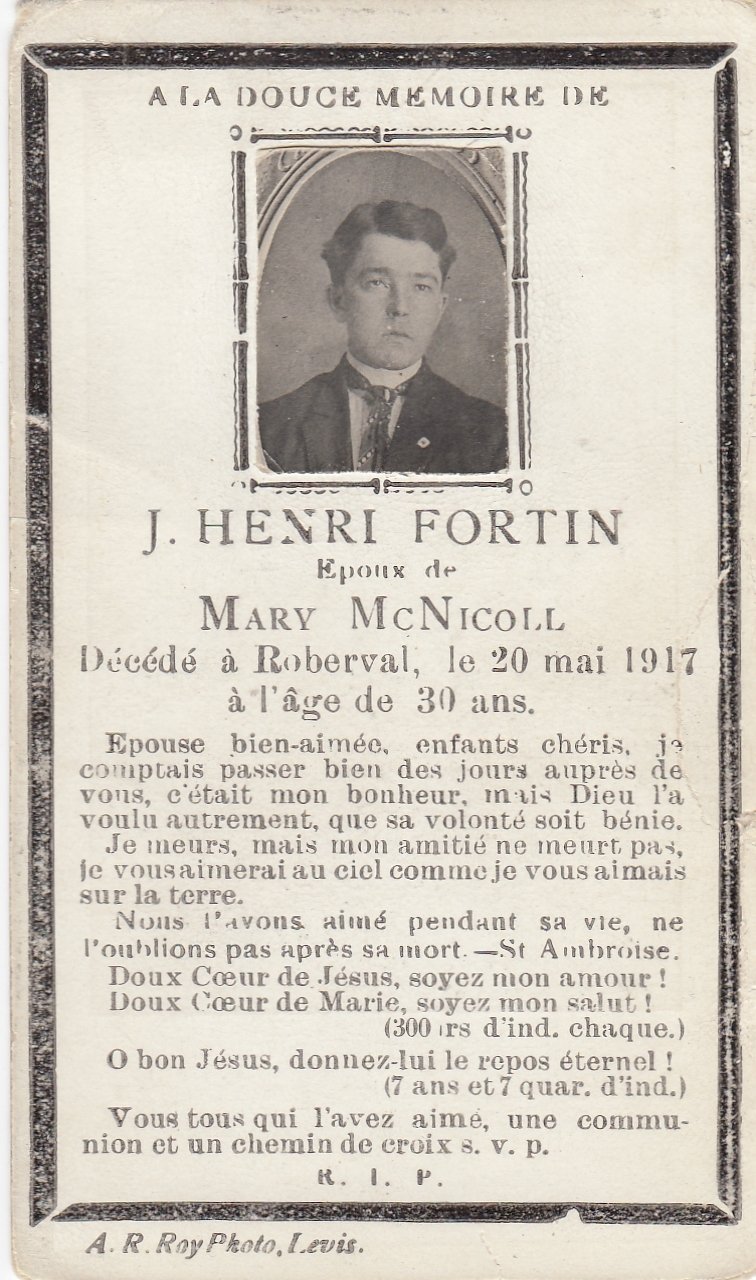 A LA DOUCE MEMOIRE DE
J. HENRI FORTIN
Epoux de
MARY MCNICOLL
Décédé à Roberval, le 20 mai 1917
à l'âge de 30 ans.
Epouse bien-aimée, enfants chéris, je
comptais passer bien des jours auprès de
vous, c'était mon bonheur, mais Dieu l'a
voulu autrement, que sa volonté soit bénie.
Je meurs, mais mon amitié ne meurt pas,
je vous aimerai au ciel comme je vous aimais
sur la terre.
Nous l'avons aimé pendant sa vie, ne
l'oublions pas après sa mort.—St Ambroise.
Doux Cœur de Jésus, soyez mon amour !
Doux Cœur de Marie, soyez mon salut !
(300 rs d'ind. chaque.)
O bon Jésus, donnez-lui le repos éternel !
(7 ans et 7 quar. d'ind.)
Vous tous qui l'avez aimé, une commu-
nion et un chemin de croix s. v. p.
R. I. P.
A. R. Roy Photo, Levis.